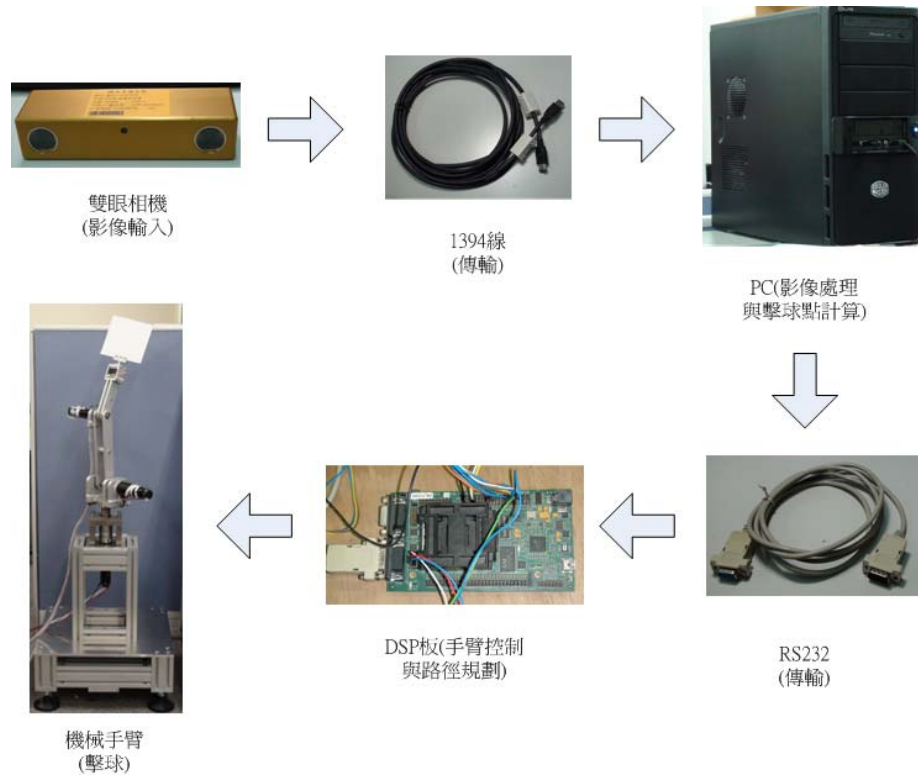 雙眼相機
(影像輸入)
1394線
(傳輸)
PC(影像處理
與擊球點計算)
RS232
(傳輸)
DSP板(手臂控制
與路徑規劃)
機械手臂
(擊球)